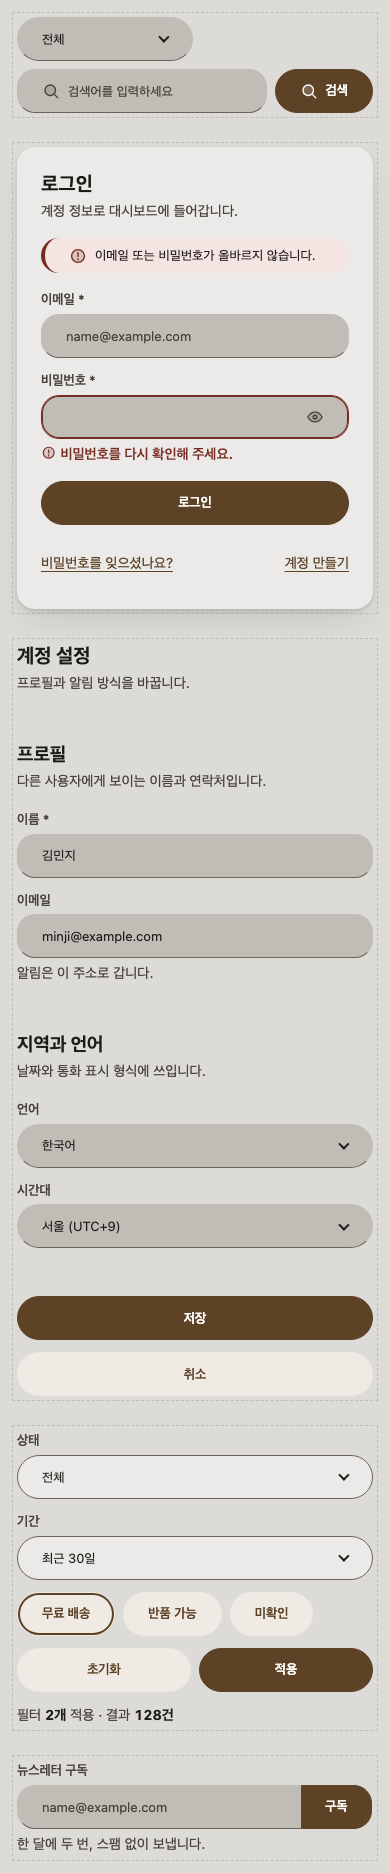 전체
검색어를 입력하세요
검색
로그인
계정 정보로 대시보드에 들어갑니다.
이메일 또는 비밀번호가 올바르지 않습니다.
이메일 *
name@example.com
비밀번호 *
비밀번호를 다시 확인해 주세요.
로그인
비밀번호를 잊으셨나요?
계정 만들기
계정 설정
프로필과 알림 방식을 바꿉니다.
프로필
다른 사용자에게 보이는 이름과 연락처입니다.
이름 *
김민지
이메일
minji@example.com
알림은 이 주소로 갑니다.
지역과 언어
날짜와 통화 표시 형식에 쓰입니다.
언어
한국어
시간대
서울 (UTC+9)
저장
취소
상태
전체
기간
최근 30일
무료 배송
반품 가능
미확인
초기화
적용
필터 2개 적용 · 결과 128건
뉴스레터 구독
name@example.com
구독
한 달에 두 번, 스팸 없이 보냅니다.